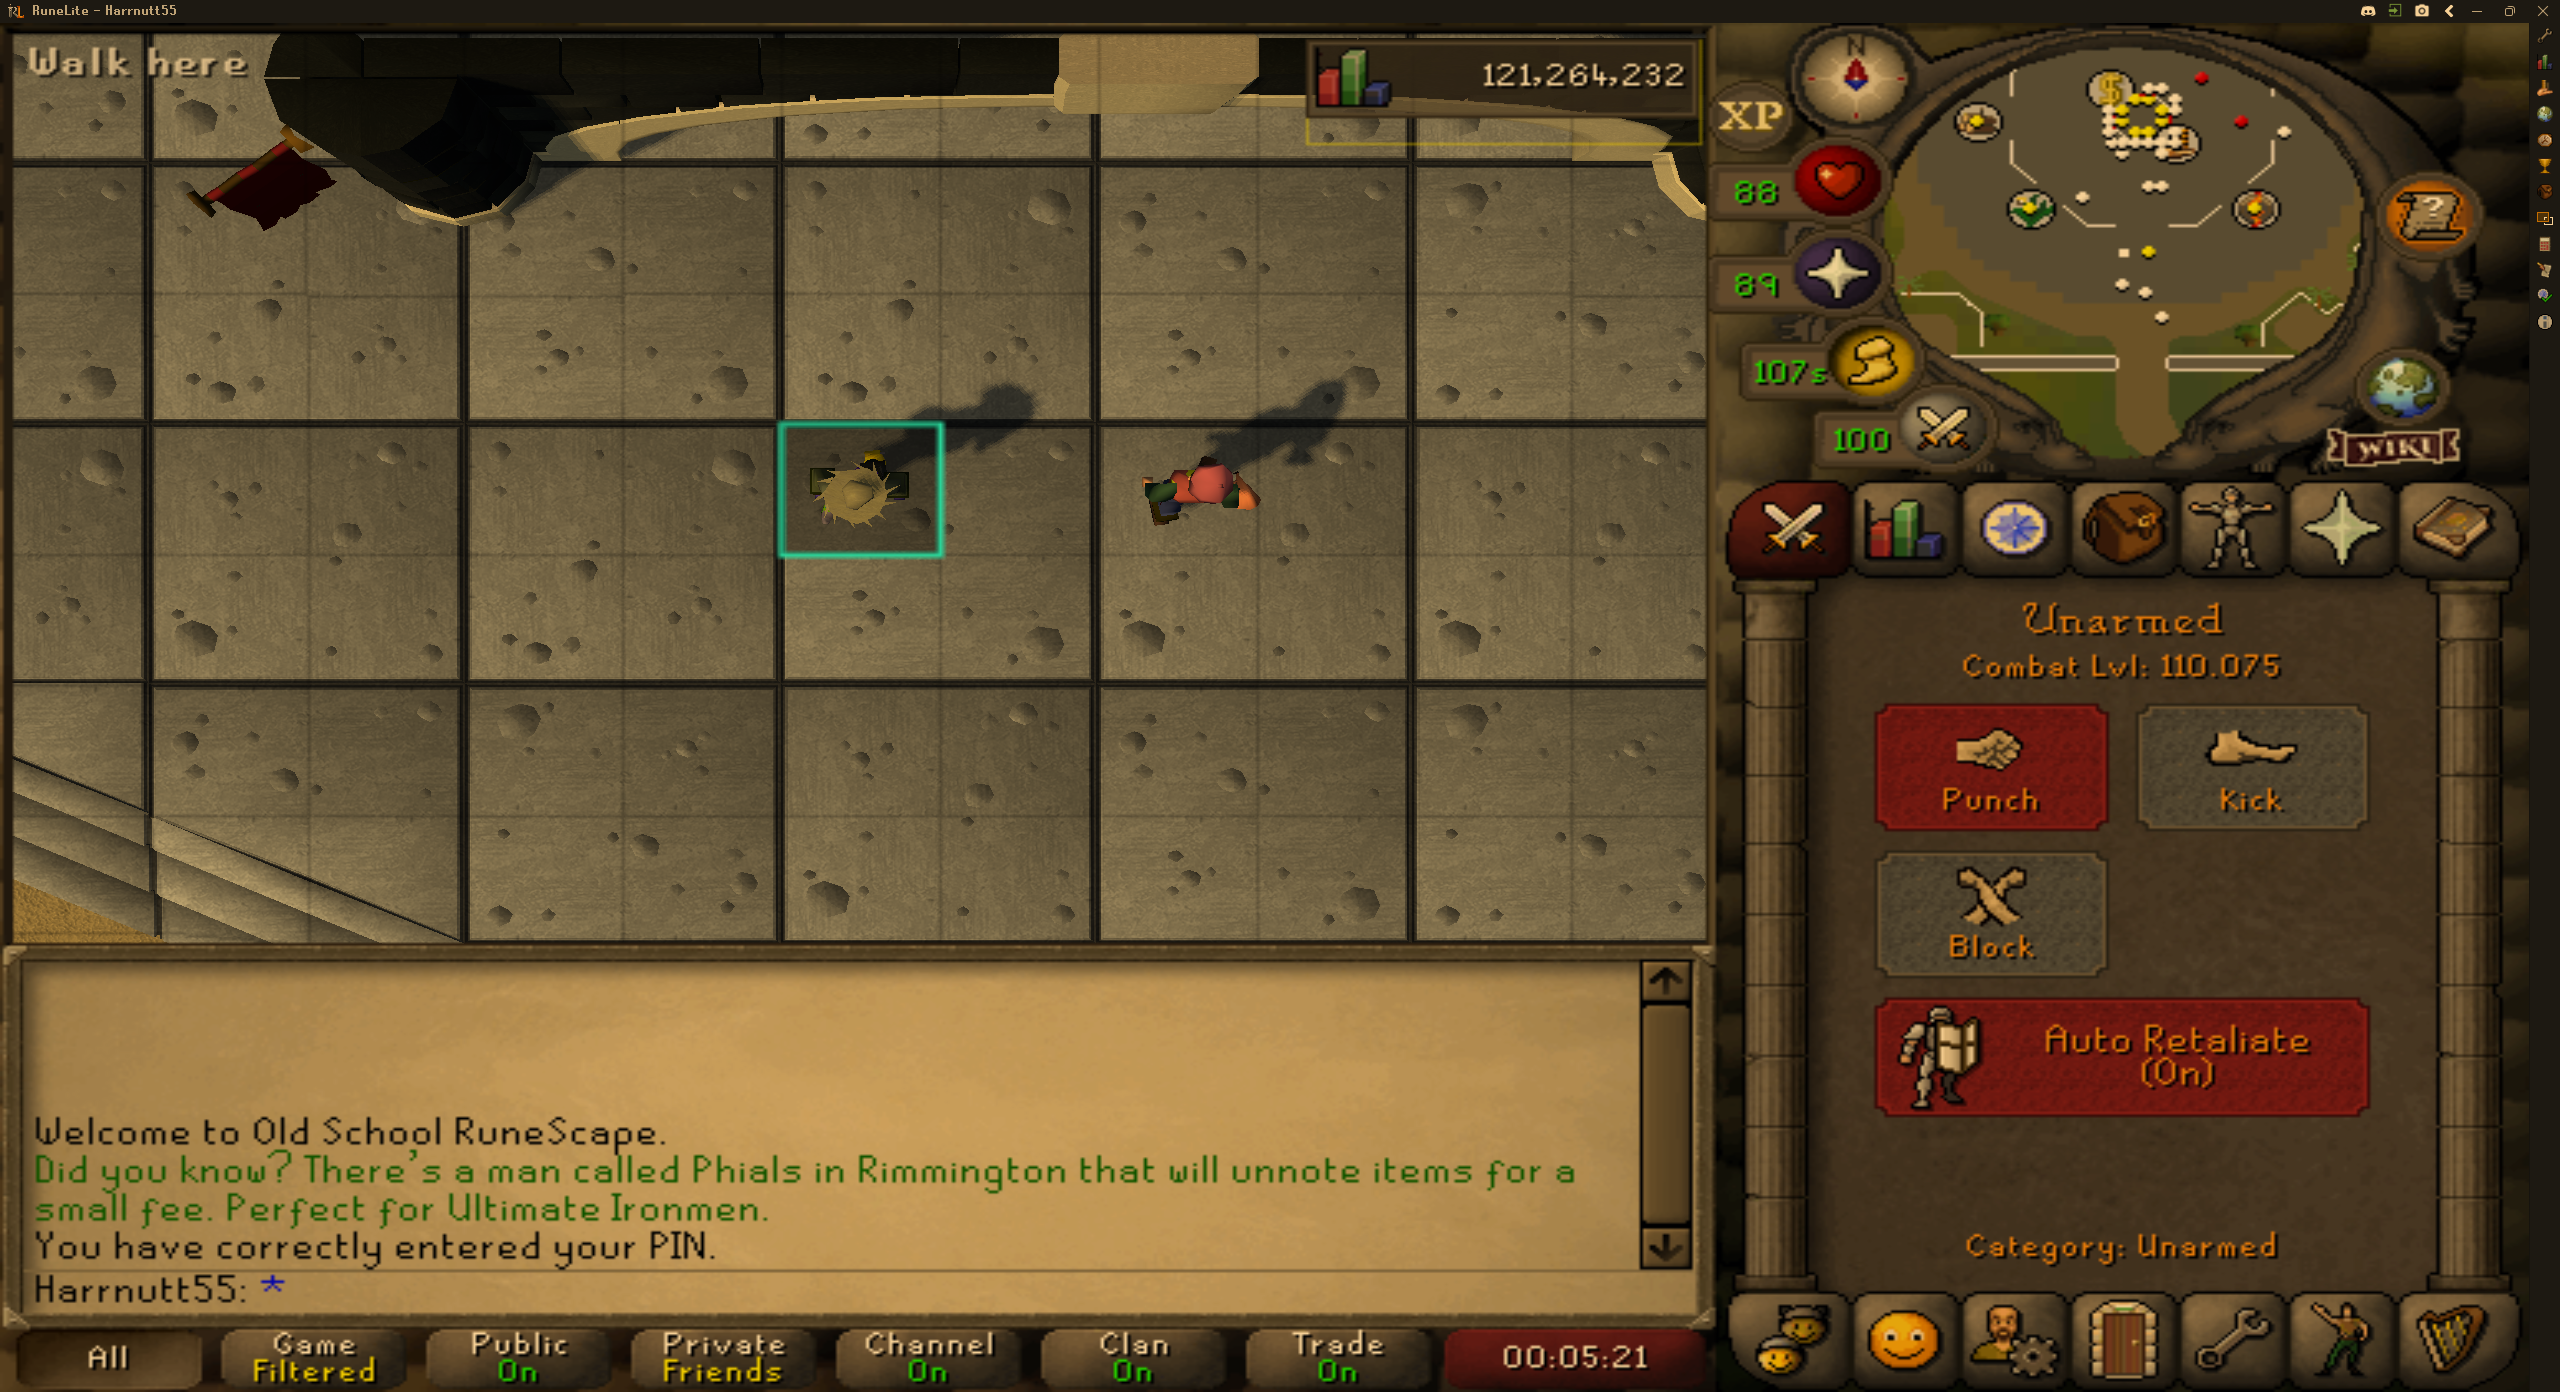 RuneLite - Harrnutt55
Walk here
121,264,232
N
XP
88
89
107s
100
WIKI
Unarmed
Combat Lvl: 110.075
Punch
Kick
Block
Auto Retaliate
(On)
Category: Unarmed
Welcome to Old School RuneScape.
Did you know? There's a man called Phials in Rimmington that will unnote items for a
small fee. Perfect for Ultimate Ironmen.
You have correctly entered your PIN.
Harrnutt55: *
All
Game
Filtered
Public
On
Private
Friends
Channel
On
Clan
On
Trade
On
00:05:21